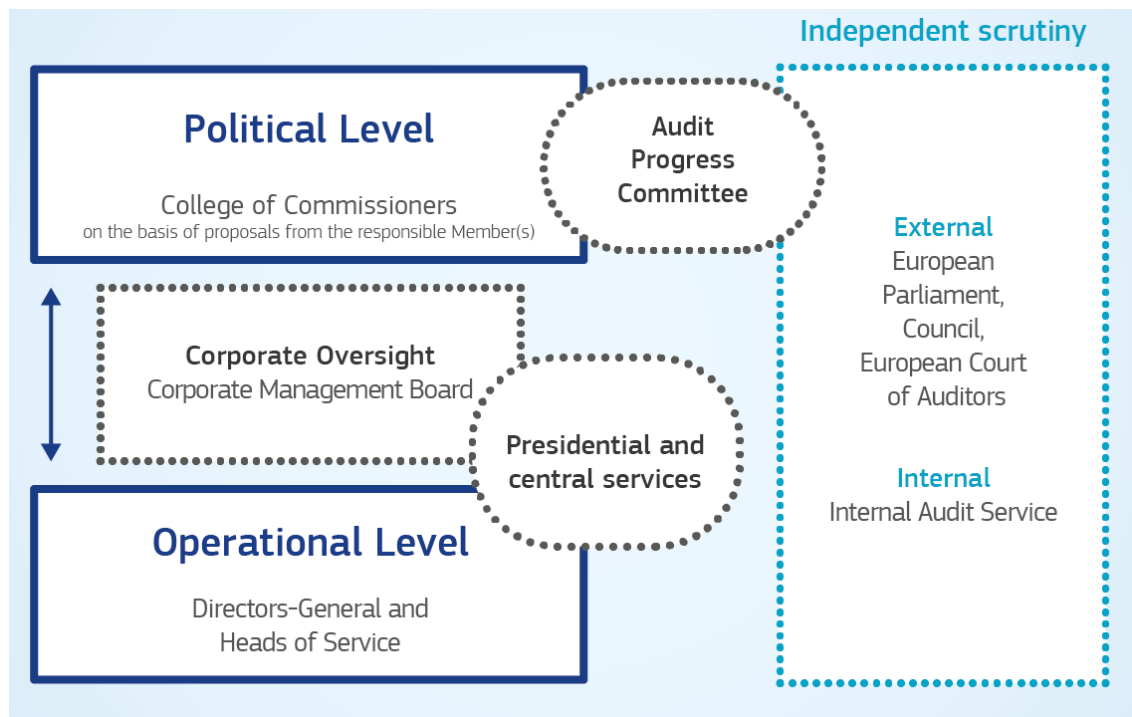 Independent scrutiny
Political Level
College of Commissioners
on the basis of proposals from the responsible Member(s)
Audit
Progress
Committee
Corporate Oversight
Corporate Management Board
Presidential and
central services
Operational Level
Directors-General and
Heads of Service
External
European
Parliament,
Council,
European Court
of Auditors
Internal
Internal Audit Service